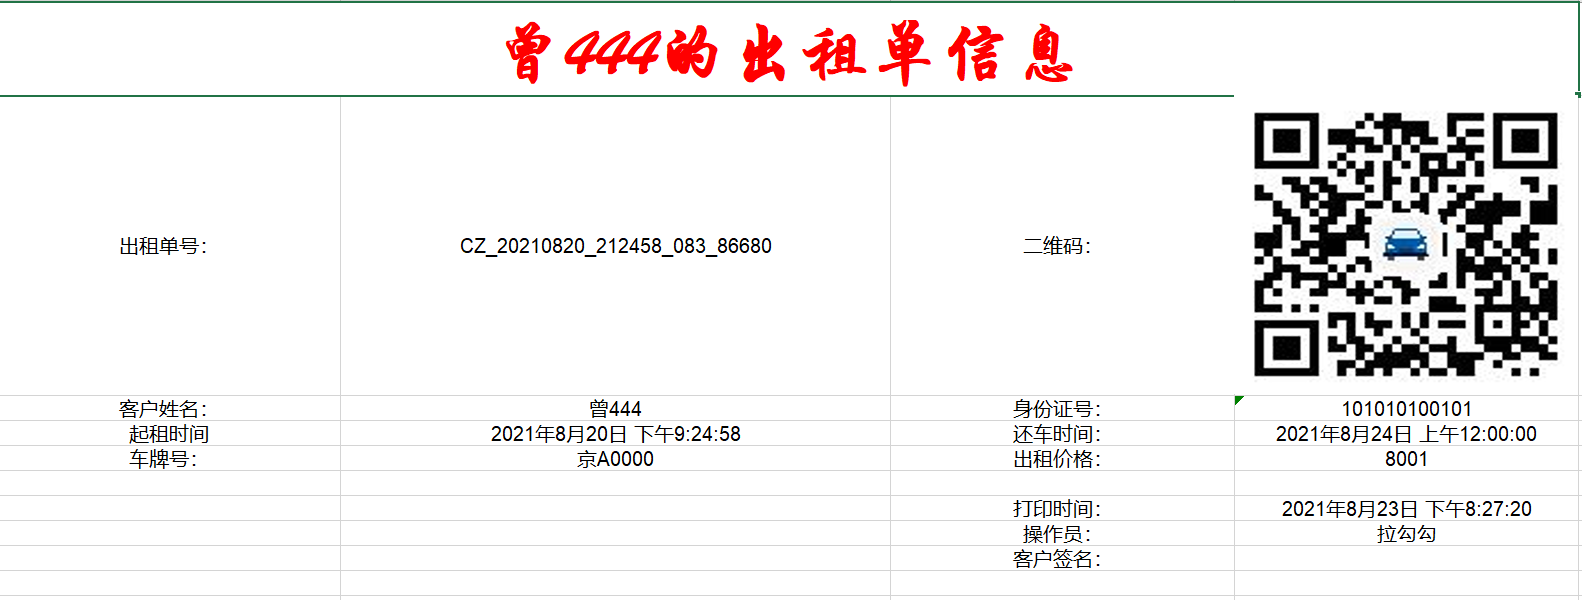 曾444的出租单信息
出租单号： CZ_20210820_212458_083_86680 二维码：
客户姓名： 曾444 身份证号： 101010100101
起租时间 2021年8月20日 下午9:24:58 还车时间： 2021年8月24日 上午12:00:00
车牌号： 京A0000 出租价格： 8001
打印时间： 2021年8月23日 下午8:27:20
操作员： 拉勾勾
客户签名：